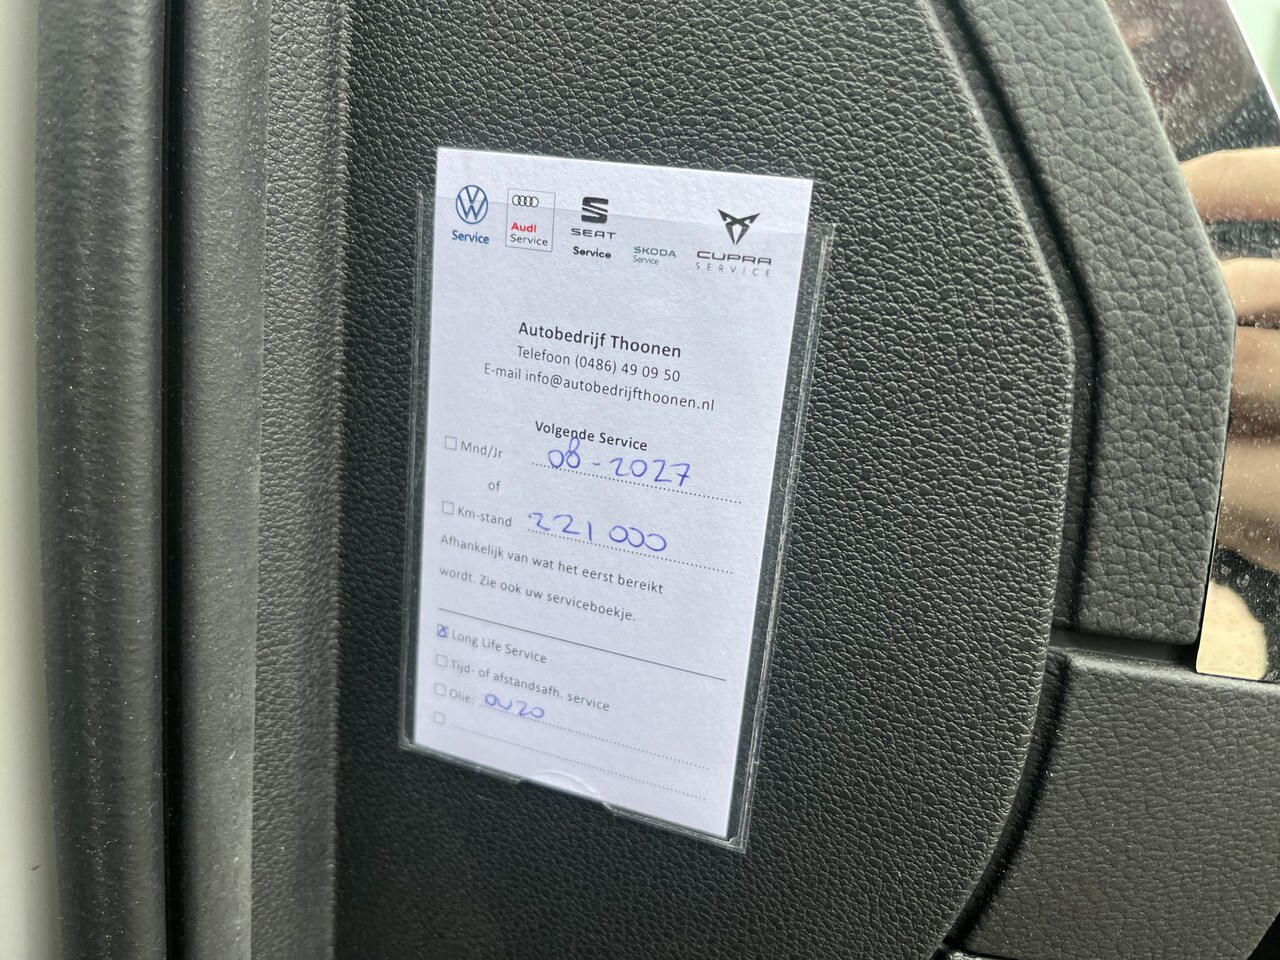 Service
Audi
Service
SEAT
Service
SKODA
Service
CUPRA
SERVICE
Autobedrijf Thoonen
Telefoon (0486) 49 09 50
E-mail info@autobedrijfthoonen.nl
Volgende Service
Mnd/Jr 08-2027
of
Km-stand 221 000
Afhankelijk van wat het eerst bereikt
wordt. Zie ook uw serviceboekje.
Long Life Service
Tijd- of afstandsafh. service
Olie: 0W20